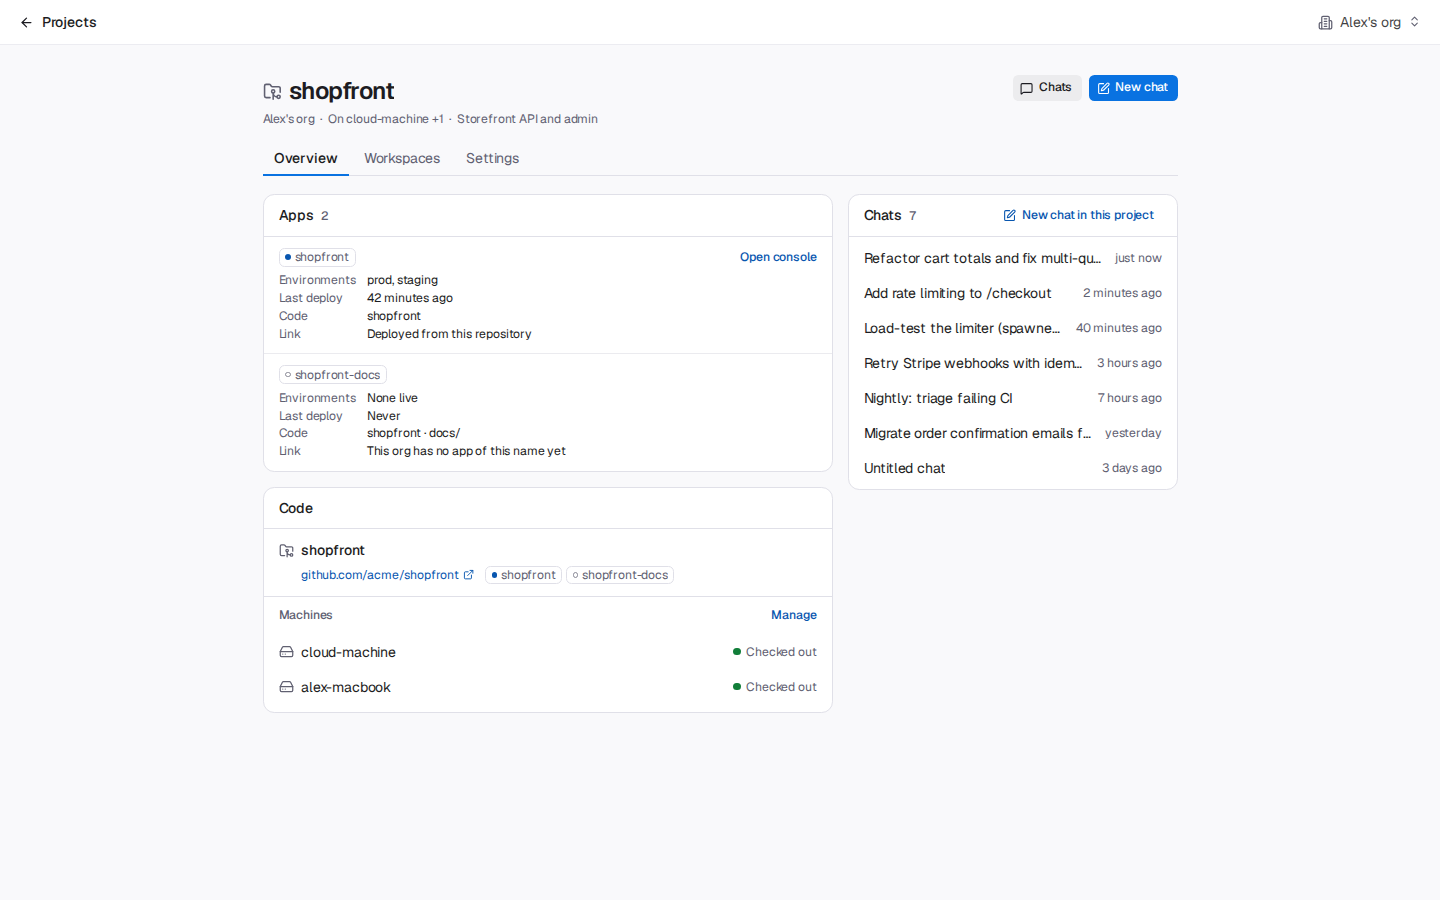 Projects
Alex's org
shopfront
Chats
New chat
Alex's org · On cloud-machine +1 · Storefront API and admin
Overview
Workspaces
Settings
Apps 2
shopfront
Open console
Environments prod, staging
Last deploy 42 minutes ago
Code shopfront
Link Deployed from this repository
shopfront-docs
Environments None live
Last deploy Never
Code shopfront · docs/
Link This org has no app of this name yet
Code
shopfront
github.com/acme/shopfront shopfront shopfront-docs
Machines Manage
cloud-machine Checked out
alex-macbook Checked out
Chats 7 New chat in this project
Refactor cart totals and fix multi-qu... just now
Add rate limiting to /checkout 2 minutes ago
Load-test the limiter (spawne... 40 minutes ago
Retry Stripe webhooks with idem... 3 hours ago
Nightly: triage failing CI 7 hours ago
Migrate order confirmation emails f... yesterday
Untitled chat 3 days ago